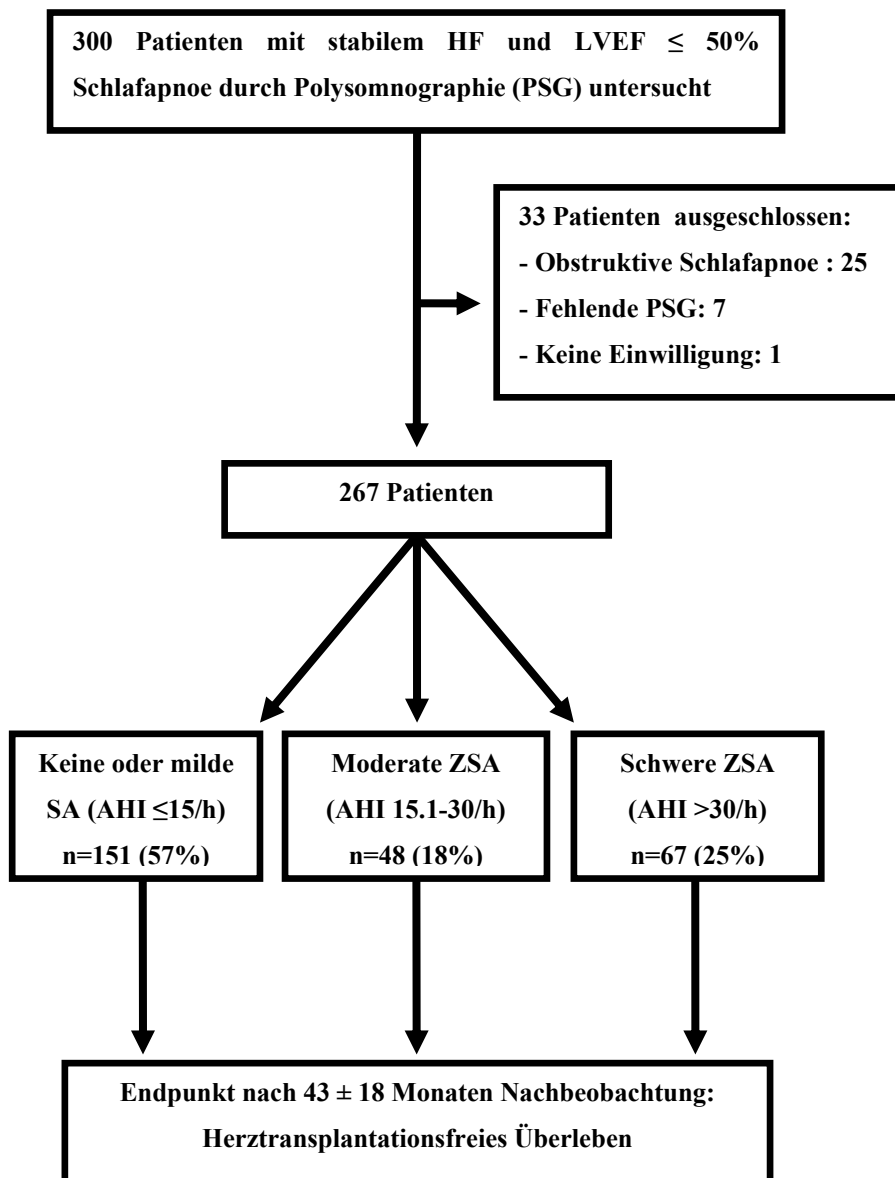 300 Patienten mit stabilem HF und LVEF ≤ 50%
Schlafapnoe durch Polysomnographie (PSG) untersucht
33 Patienten ausgeschlossen:
- Obstruktive Schlafapnoe : 25
- Fehlende PSG: 7
- Keine Einwilligung: 1
267 Patienten
Keine oder milde
SA (AHI ≤15/h)
n=151 (57%)
Moderate ZSA
(AHI 15.1-30/h)
n=48 (18%)
Schwere ZSA
(AHI >30/h)
n=67 (25%)
Endpunkt nach 43 ± 18 Monaten Nachbeobachtung:
Herztransplantationsfreies Überleben